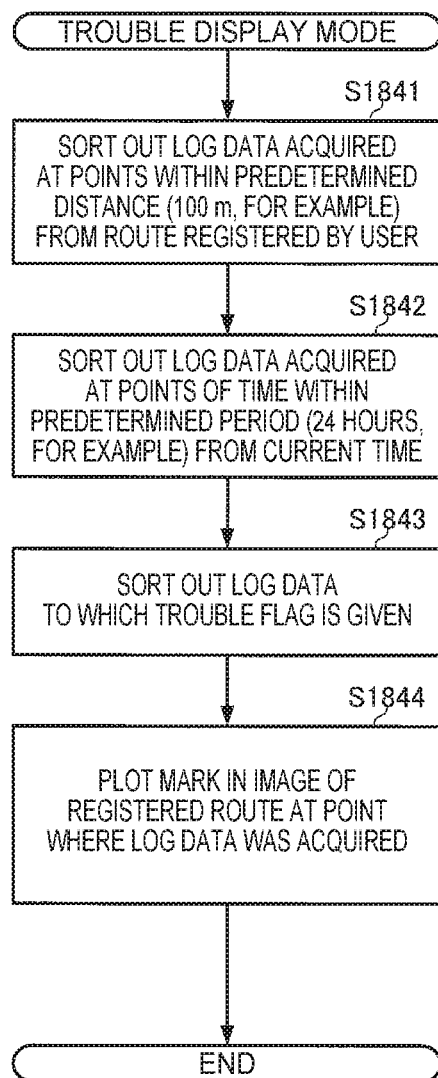 TROUBLE DISPLAY MODE
S1841
SORT OUT LOG DATA ACQUIRED
AT POINTS WITHIN PREDETERMINED
DISTANCE (100 m, FOR EXAMPLE)
FROM ROUTE REGISTERED BY USER
S1842
SORT OUT LOG DATA ACQUIRED
AT POINTS OF TIME WITHIN
PREDETERMINED PERIOD (24 HOURS,
FOR EXAMPLE) FROM CURRENT TIME
S1843
SORT OUT LOG DATA
TO WHICH TROUBLE FLAG IS GIVEN
S1844
PLOT MARK IN IMAGE OF
REGISTERED ROUTE AT POINT
WHERE LOG DATA WAS ACQUIRED
END